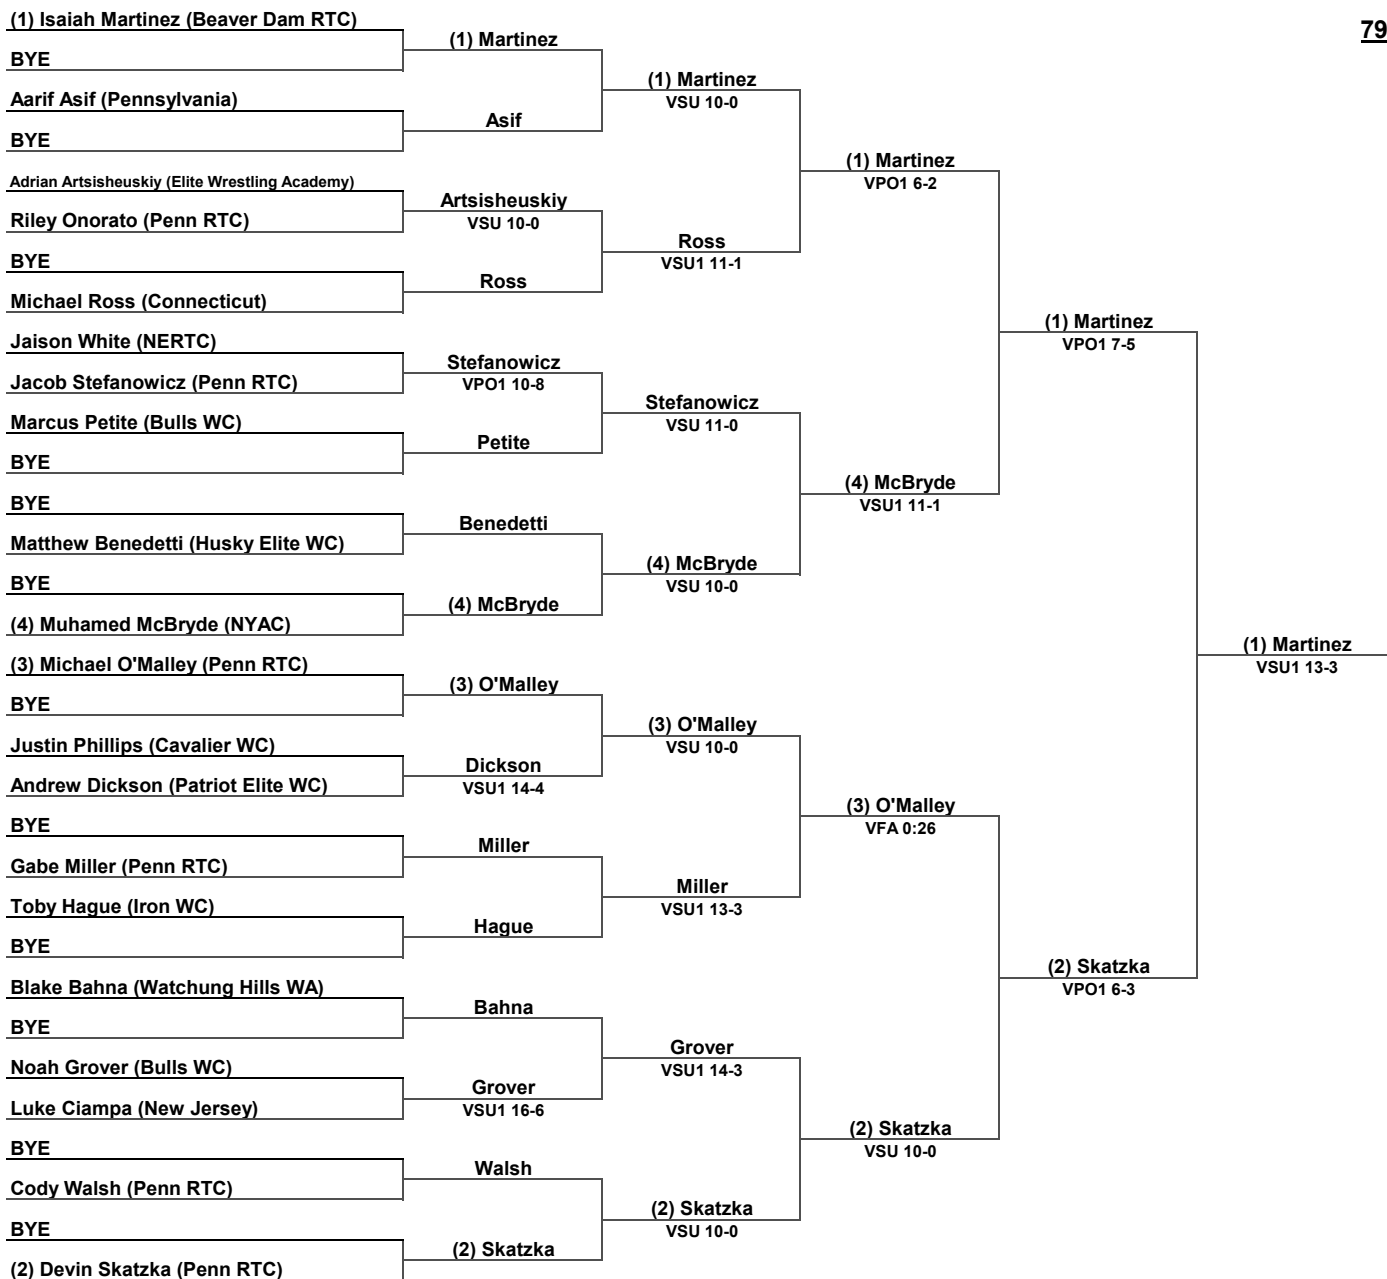 (1) Isaiah Martinez (Beaver Dam RTC)
79
(1) Martinez
BYE
(1) Martinez
VSU 10-0
Aarif Asif (Pennsylvania)
Asif
BYE
(1) Martinez
VPO1 6-2
Adrian Artsisheuskiy (Elite Wrestling Academy)
Artsisheuskiy
VSU 10-0
Riley Onorato (Penn RTC)
Ross
VSU1 11-1
BYE
Ross
Michael Ross (Connecticut)
(1) Martinez
VPO1 7-5
Jaison White (NERTC)
Stefanowicz
VPO1 10-8
Jacob Stefanowicz (Penn RTC)
Stefanowicz
VSU 11-0
Marcus Petite (Bulls WC)
Petite
BYE
(4) McBryde
VSU1 11-1
BYE
Benedetti
Matthew Benedetti (Husky Elite WC)
(4) McBryde
VSU 10-0
BYE
(4) McBryde
(4) Muhamed McBryde (NYAC)
(1) Martinez
VSU1 13-3
(3) Michael O'Malley (Penn RTC)
(3) O'Malley
BYE
(3) O'Malley
VSU 10-0
Justin Phillips (Cavalier WC)
Dickson
VSU1 14-4
Andrew Dickson (Patriot Elite WC)
(3) O'Malley
VFA 0:26
BYE
Miller
Gabe Miller (Penn RTC)
Miller
VSU1 13-3
Toby Hague (Iron WC)
Hague
BYE
(2) Skatzka
VPO1 6-3
Blake Bahna (Watchung Hills WA)
Bahna
BYE
Grover
VSU1 14-3
Noah Grover (Bulls WC)
Grover
VSU1 16-6
Luke Ciampa (New Jersey)
(2) Skatzka
VSU 10-0
BYE
Walsh
Cody Walsh (Penn RTC)
(2) Skatzka
VSU 10-0
BYE
(2) Skatzka
(2) Devin Skatzka (Penn RTC)